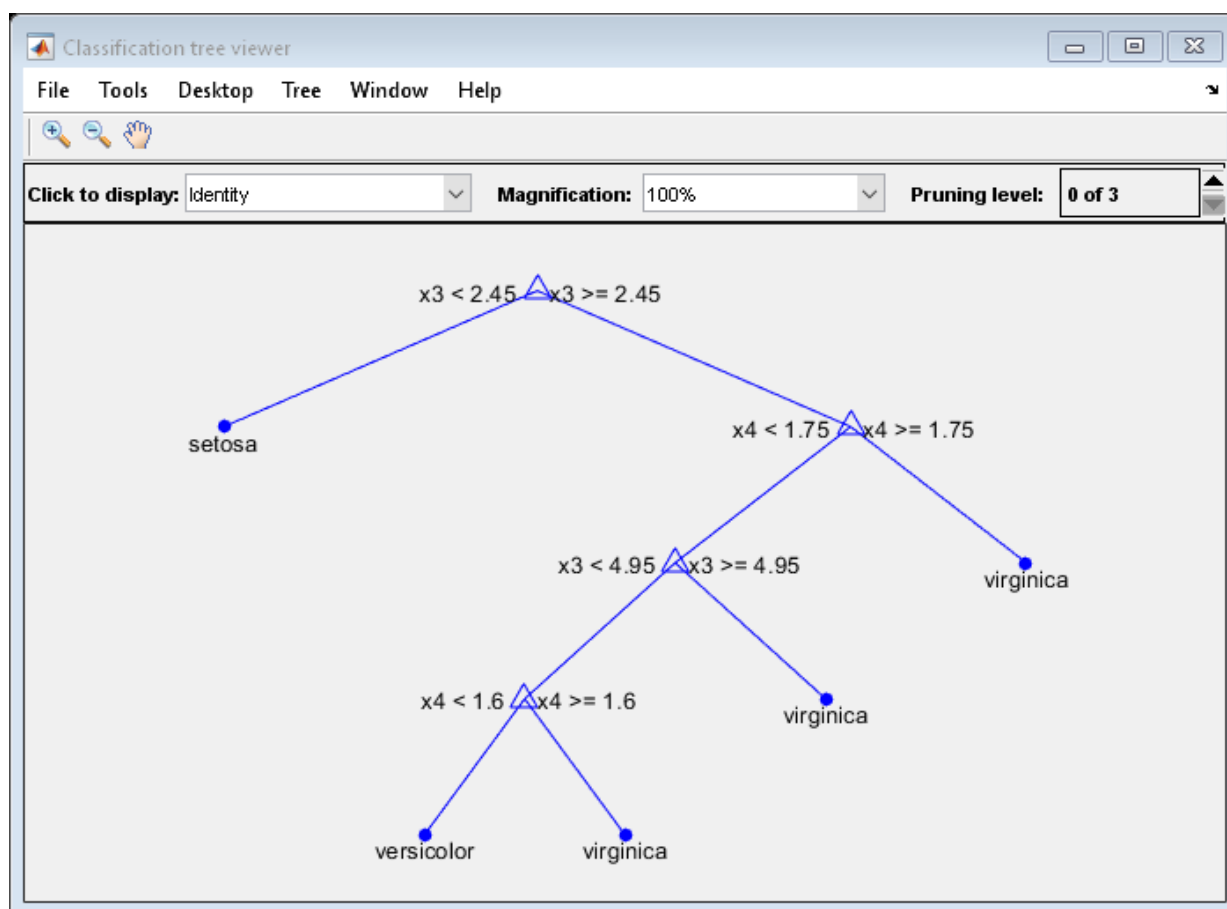 Classification tree viewer
File Tools Desktop Tree Window Help
Click to display: Identity Magnification: 100% Pruning level: 0 of 3
x3 < 2.45 x3 >= 2.45
setosa
x4 < 1.75 x4 >= 1.75
x3 < 4.95 x3 >= 4.95
virginica
x4 < 1.6 x4 >= 1.6
virginica
versicolor virginica